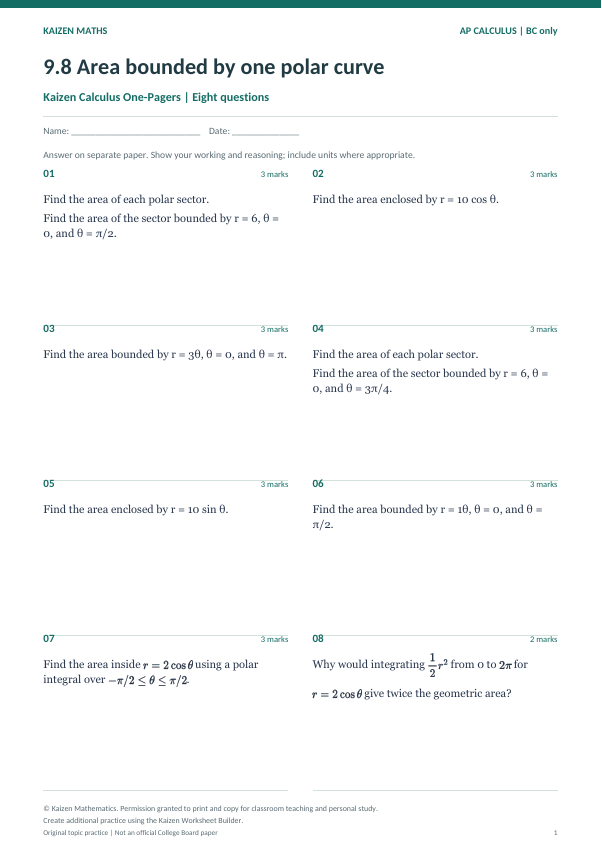 KAIZEN MATHS
AP CALCULUS | BC only
9.8 Area bounded by one polar curve
Kaizen Calculus One-Pagers | Eight questions
Name: ____________________________ Date: ______________
Answer on separate paper. Show your working and reasoning; include units where appropriate.
01 3 marks
Find the area of each polar sector.
Find the area of the sector bounded by r = 6, θ =
0, and θ = π/2.
02 3 marks
Find the area enclosed by r = 10 cos θ.
03 3 marks
Find the area bounded by r = 3θ, θ = 0, and θ = π.
04 3 marks
Find the area of each polar sector.
Find the area of the sector bounded by r = 6, θ =
0, and θ = 3π/4.
05 3 marks
Find the area enclosed by r = 10 sin θ.
06 3 marks
Find the area bounded by r = 1θ, θ = 0, and θ =
π/2.
07 3 marks
Find the area inside r = 2 cos θ using a polar
integral over −π/2 ≤ θ ≤ π/2.
08 2 marks
Why would integrating 1/2 r² from 0 to 2π for
r = 2 cos θ give twice the geometric area?
© Kaizen Mathematics. Permission granted to print and copy for classroom teaching and personal study.
Create additional practice using the Kaizen Worksheet Builder.
Original topic practice | Not an official College Board paper
1